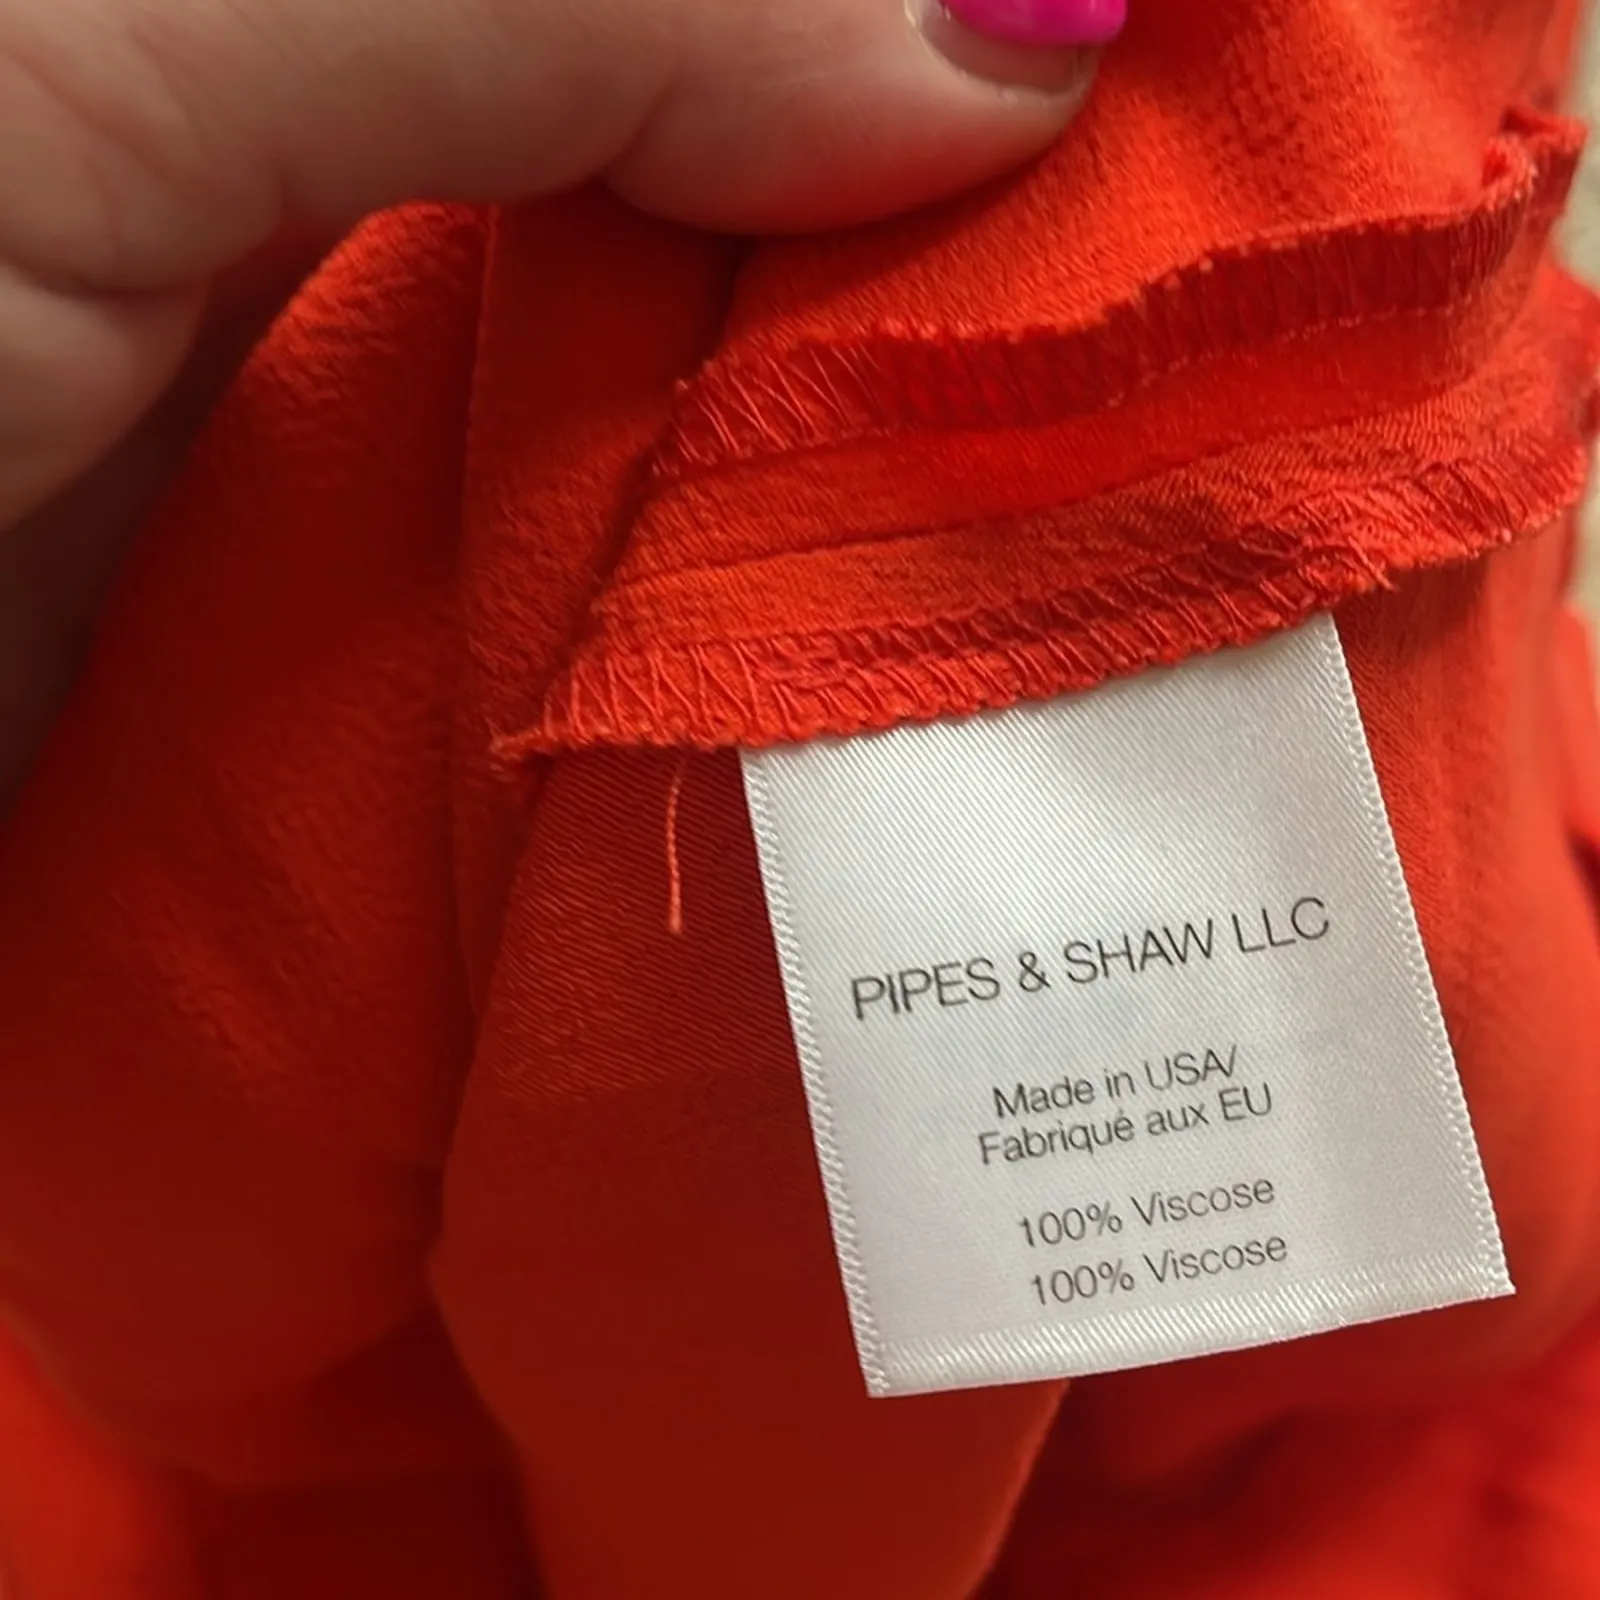 PIPES & SHAW LLC
Made in USA/
Fabriqué aux EU
100% Viscose
100% Viscose